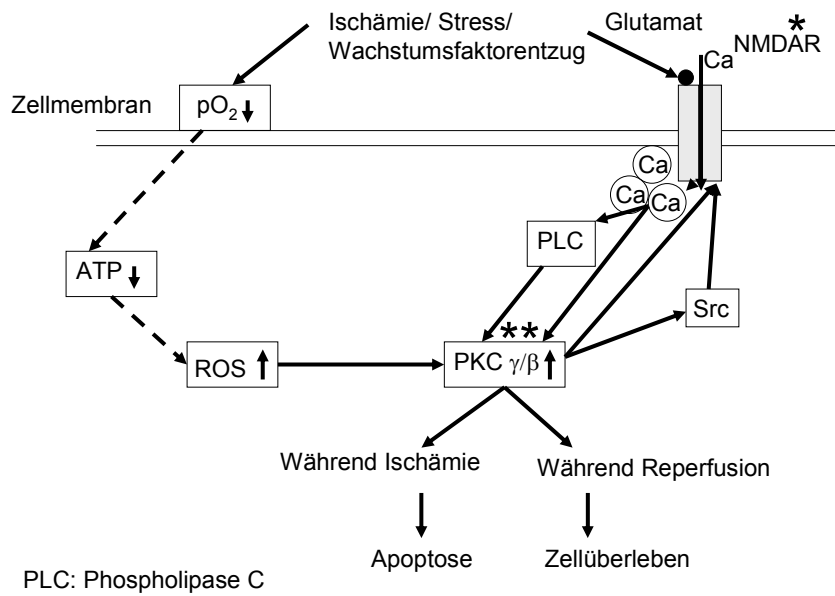 Ischämie/ Stress/
Wachstumsfaktorentzug
Glutamat
*
Ca
NMDAR
Zellmembran
pO₂
Ca
Ca
Ca
PLC
ATP
Src
**
ROS
PKC γ/β
Während Ischämie
Während Reperfusion
Apoptose
Zellüberleben
PLC: Phospholipase C